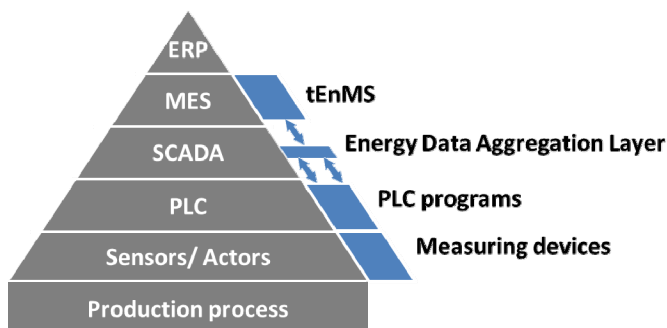 ERP
MES
tEnMS
SCADA
Energy Data Aggregation Layer
PLC
PLC programs
Sensors/ Actors
Measuring devices
Production process